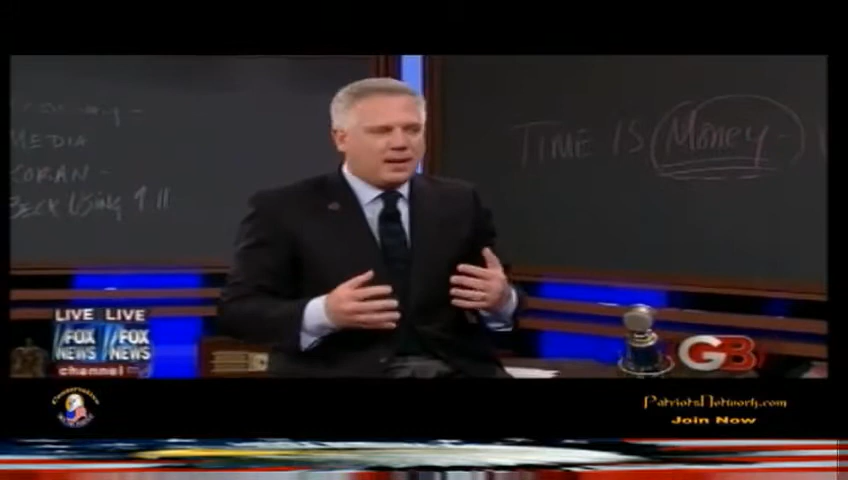 MEDIA
KORAN -
BECK USING 9.11
TIME IS Money -
LIVE LIVE
FOX FOX
NEWS NEWS
channel
GB
Conservative
PatriotsNetwork.com
Join Now